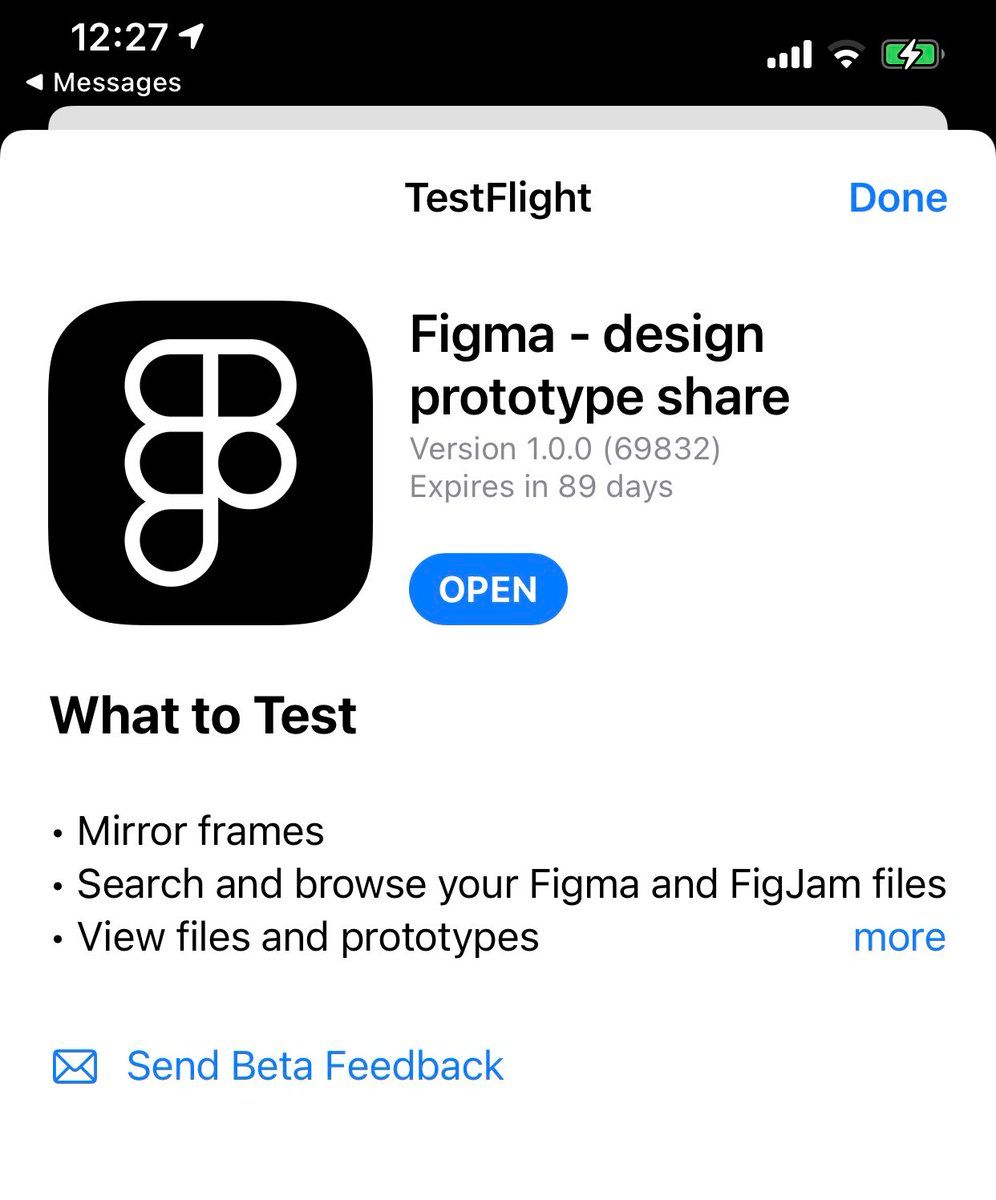 12:27
◀ Messages
TestFlight
Done
Figma - design
prototype share
Version 1.0.0 (69832)
Expires in 89 days
OPEN
What to Test
• Mirror frames
• Search and browse your Figma and FigJam files
• View files and prototypes more
Send Beta Feedback